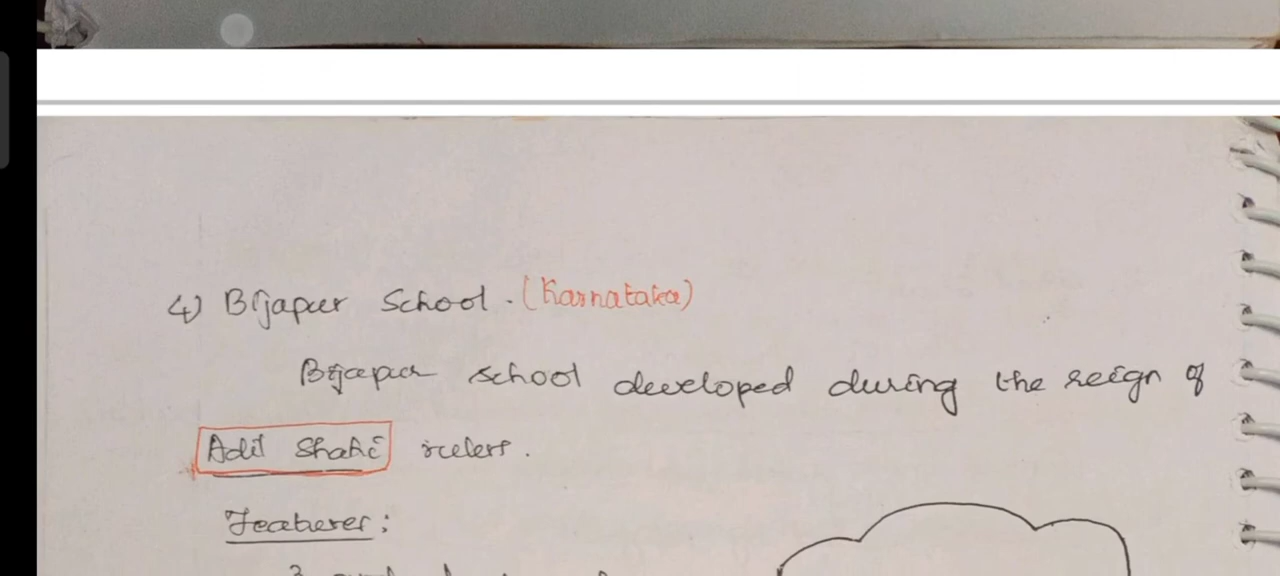 4) Bijapur School. (Karnataka)
Bijapur school developed during the reign of
Adil Shahi rulers.
Features: